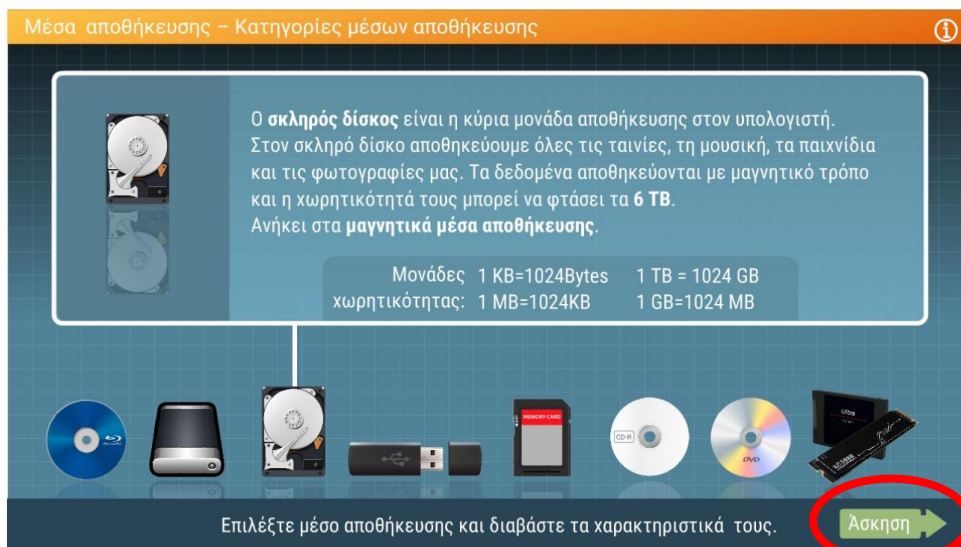 Μέσα αποθήκευσης – Κατηγορίες μέσων αποθήκευσης
Ο σκληρός δίσκος είναι η κύρια μονάδα αποθήκευσης στον υπολογιστή.
Στον σκληρό δίσκο αποθηκεύουμε όλες τις ταινίες, τη μουσική, τα παιχνίδια
και τις φωτογραφίες μας. Τα δεδομένα αποθηκεύονται με μαγνητικό τρόπο
και η χωρητικότητά τους μπορεί να φτάσει τα 6 TB.
Ανήκει στα μαγνητικά μέσα αποθήκευσης.
Μονάδες 1 KB=1024Bytes 1 TB = 1024 GB
χωρητικότητας: 1 MB=1024KB 1 GB=1024 MB
MEMORY CARD
CD-R
DVD
Ultra
Επιλέξτε μέσο αποθήκευσης και διαβάστε τα χαρακτηριστικά τους.
Άσκηση